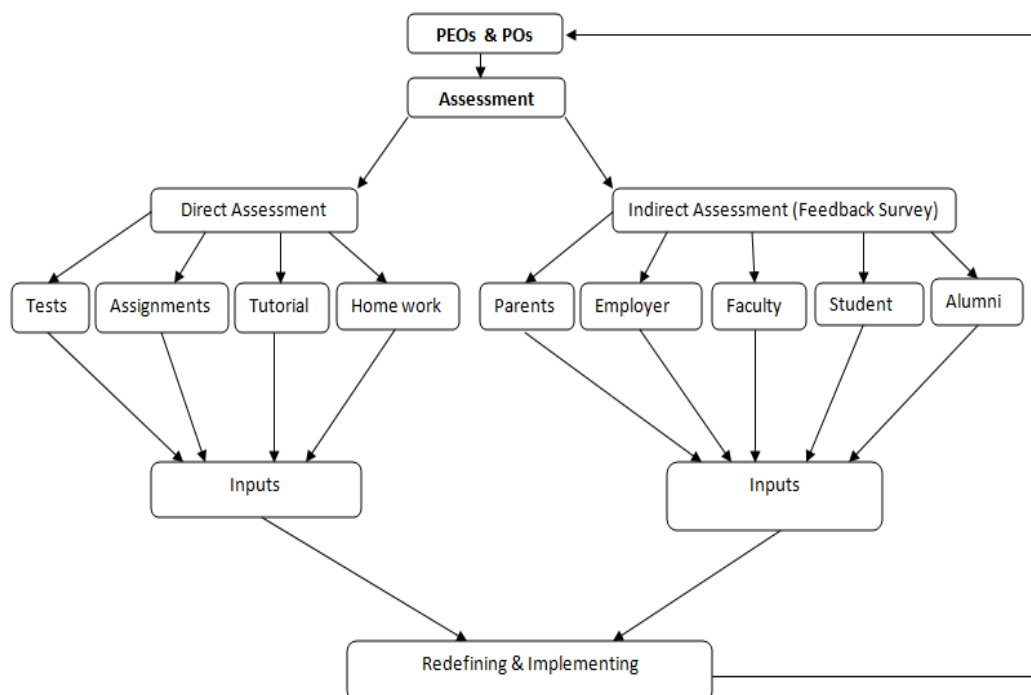 PEOs & POs
Assessment
Direct Assessment
Indirect Assessment (Feedback Survey)
Tests
Assignments
Tutorial
Home work
Parents
Employer
Faculty
Student
Alumni
Inputs
Inputs
Redefining & Implementing